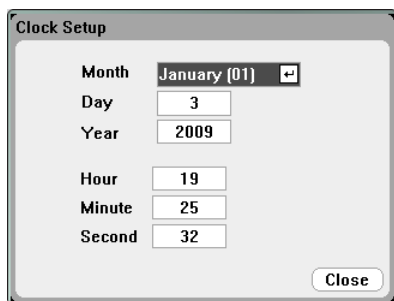 Clock Setup
Month January (01)
Day 3
Year 2009
Hour 19
Minute 25
Second 32
Close